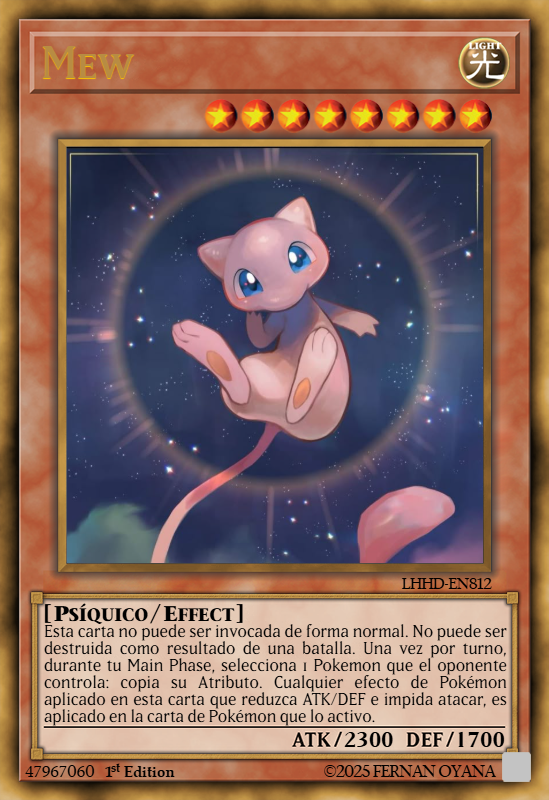 MEW
LIGHT
光
LHHD-EN812
[PSÍQUICO/EFFECT]
Esta carta no puede ser invocada de forma normal. No puede ser
destruida como resultado de una batalla. Una vez por turno,
durante tu Main Phase, selecciona 1 Pokemon que el oponente
controla: copia su Atributo. Cualquier efecto de Pokémon
aplicado en esta carta que reduzca ATK/DEF e impida atacar, es
aplicado en la carta de Pokémon que lo activo.
ATK/2300 DEF/1700
47967060 1st Edition ©2025 FERNAN OYANA